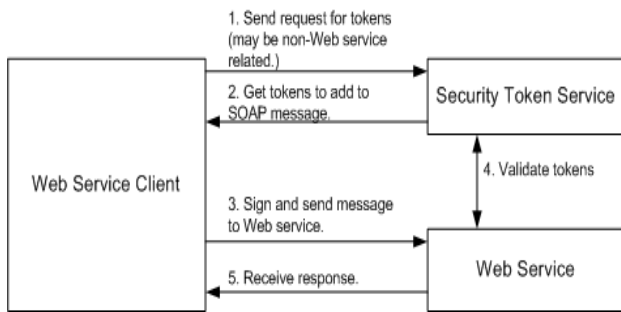 1. Send request for tokens
(may be non-Web service
related.)
Security Token Service
2. Get tokens to add to
SOAP message.
Web Service Client
4. Validate tokens
3. Sign and send message
to Web service.
Web Service
5. Receive response.